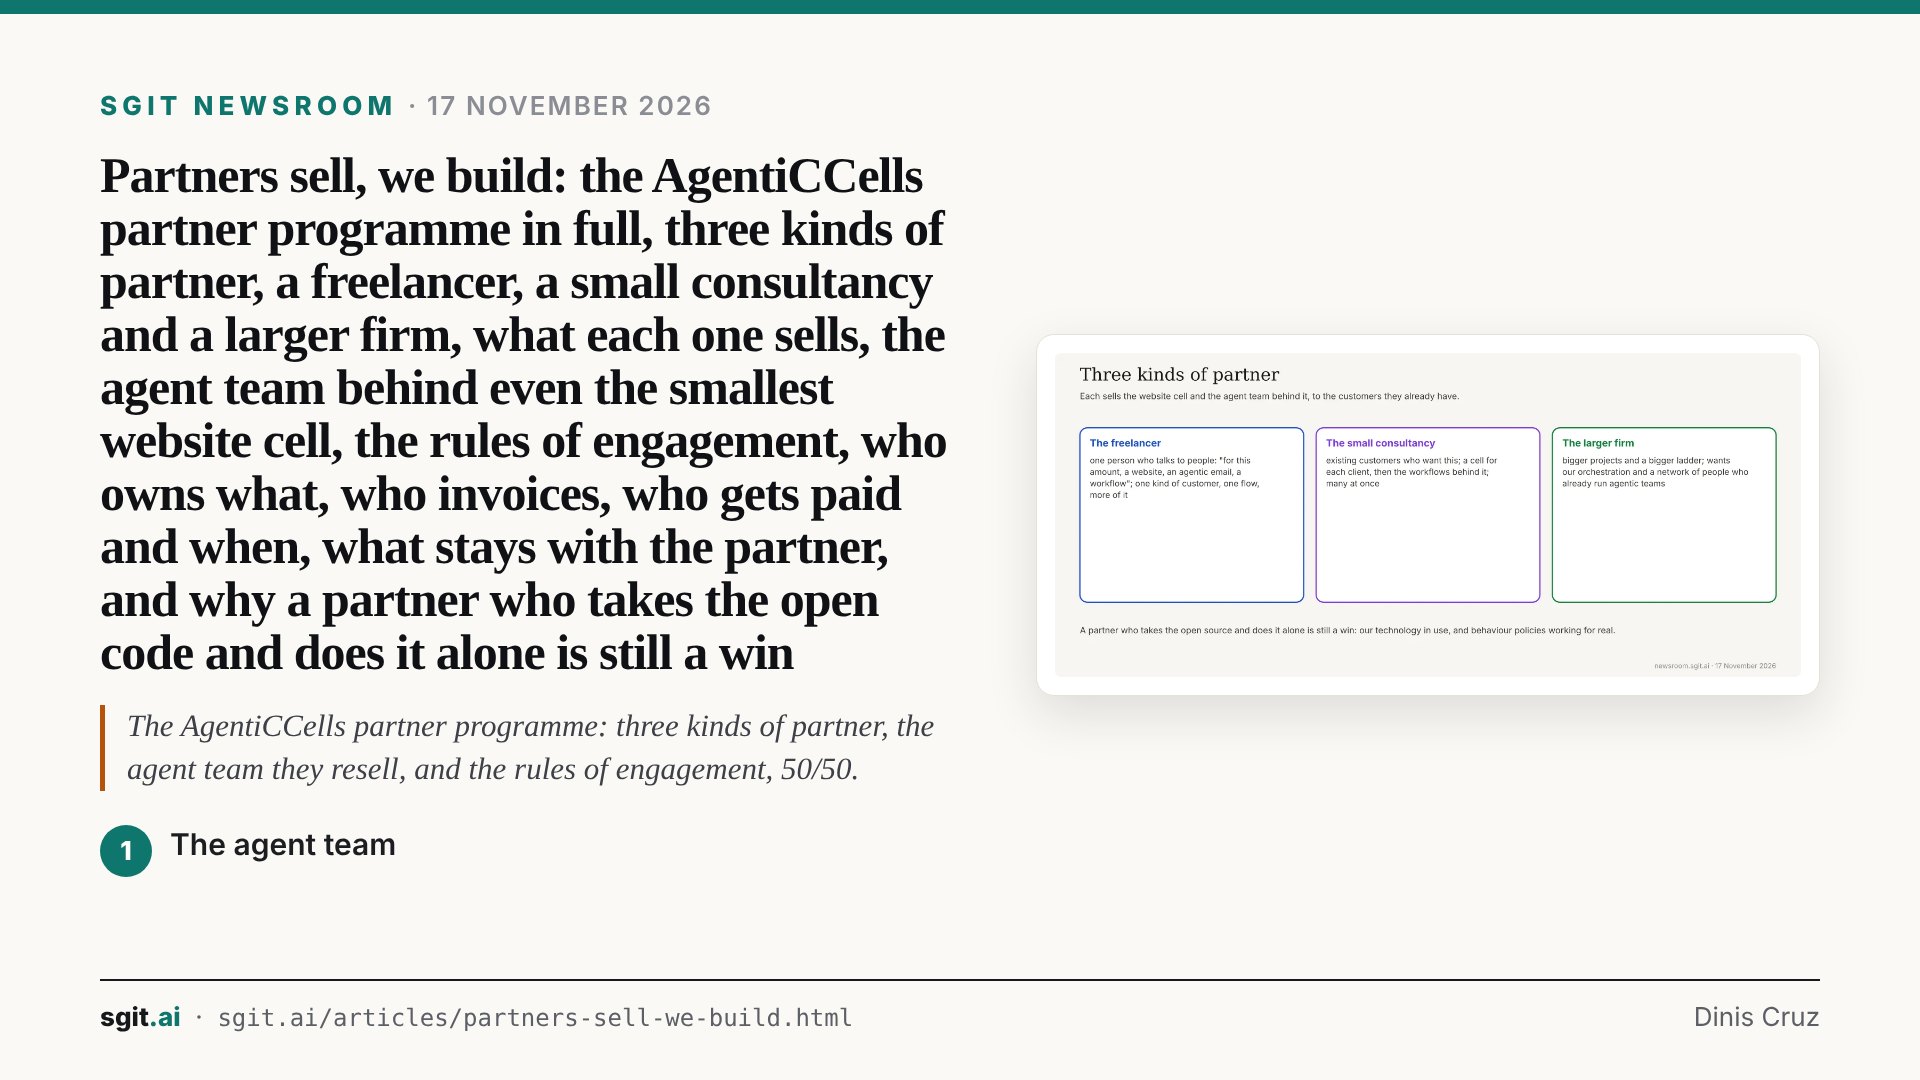 SGIT NEWSROOM · 17 NOVEMBER 2026
Partners sell, we build: the AgentiCCells
partner programme in full, three kinds of
partner, a freelancer, a small consultancy
and a larger firm, what each one sells, the
agent team behind even the smallest
website cell, the rules of engagement, who
owns what, who invoices, who gets paid
and when, what stays with the partner,
and why a partner who takes the open
code and does it alone is still a win
The AgentiCCells partner programme: three kinds of partner, the
agent team they resell, and the rules of engagement, 50/50.
1 The agent team
Three kinds of partner
Each sells the website cell and the agent team behind it, to the customers they already have.
The freelancer
one person who talks to people: "for this
amount, a website, an agentic email, a
workflow"; one kind of customer, one flow,
more of it
The small consultancy
existing customers who want this; a cell for
each client, then the workflows behind it;
many at once
The larger firm
bigger projects and a bigger ladder; wants
our orchestration and a network of people who
already run agentic teams
A partner who takes the open source and does it alone is still a win: our technology in use, and behaviour policies working for real.
newsroom.sgit.ai · 17 November 2026
sgit.ai · sgit.ai/articles/partners-sell-we-build.html
Dinis Cruz